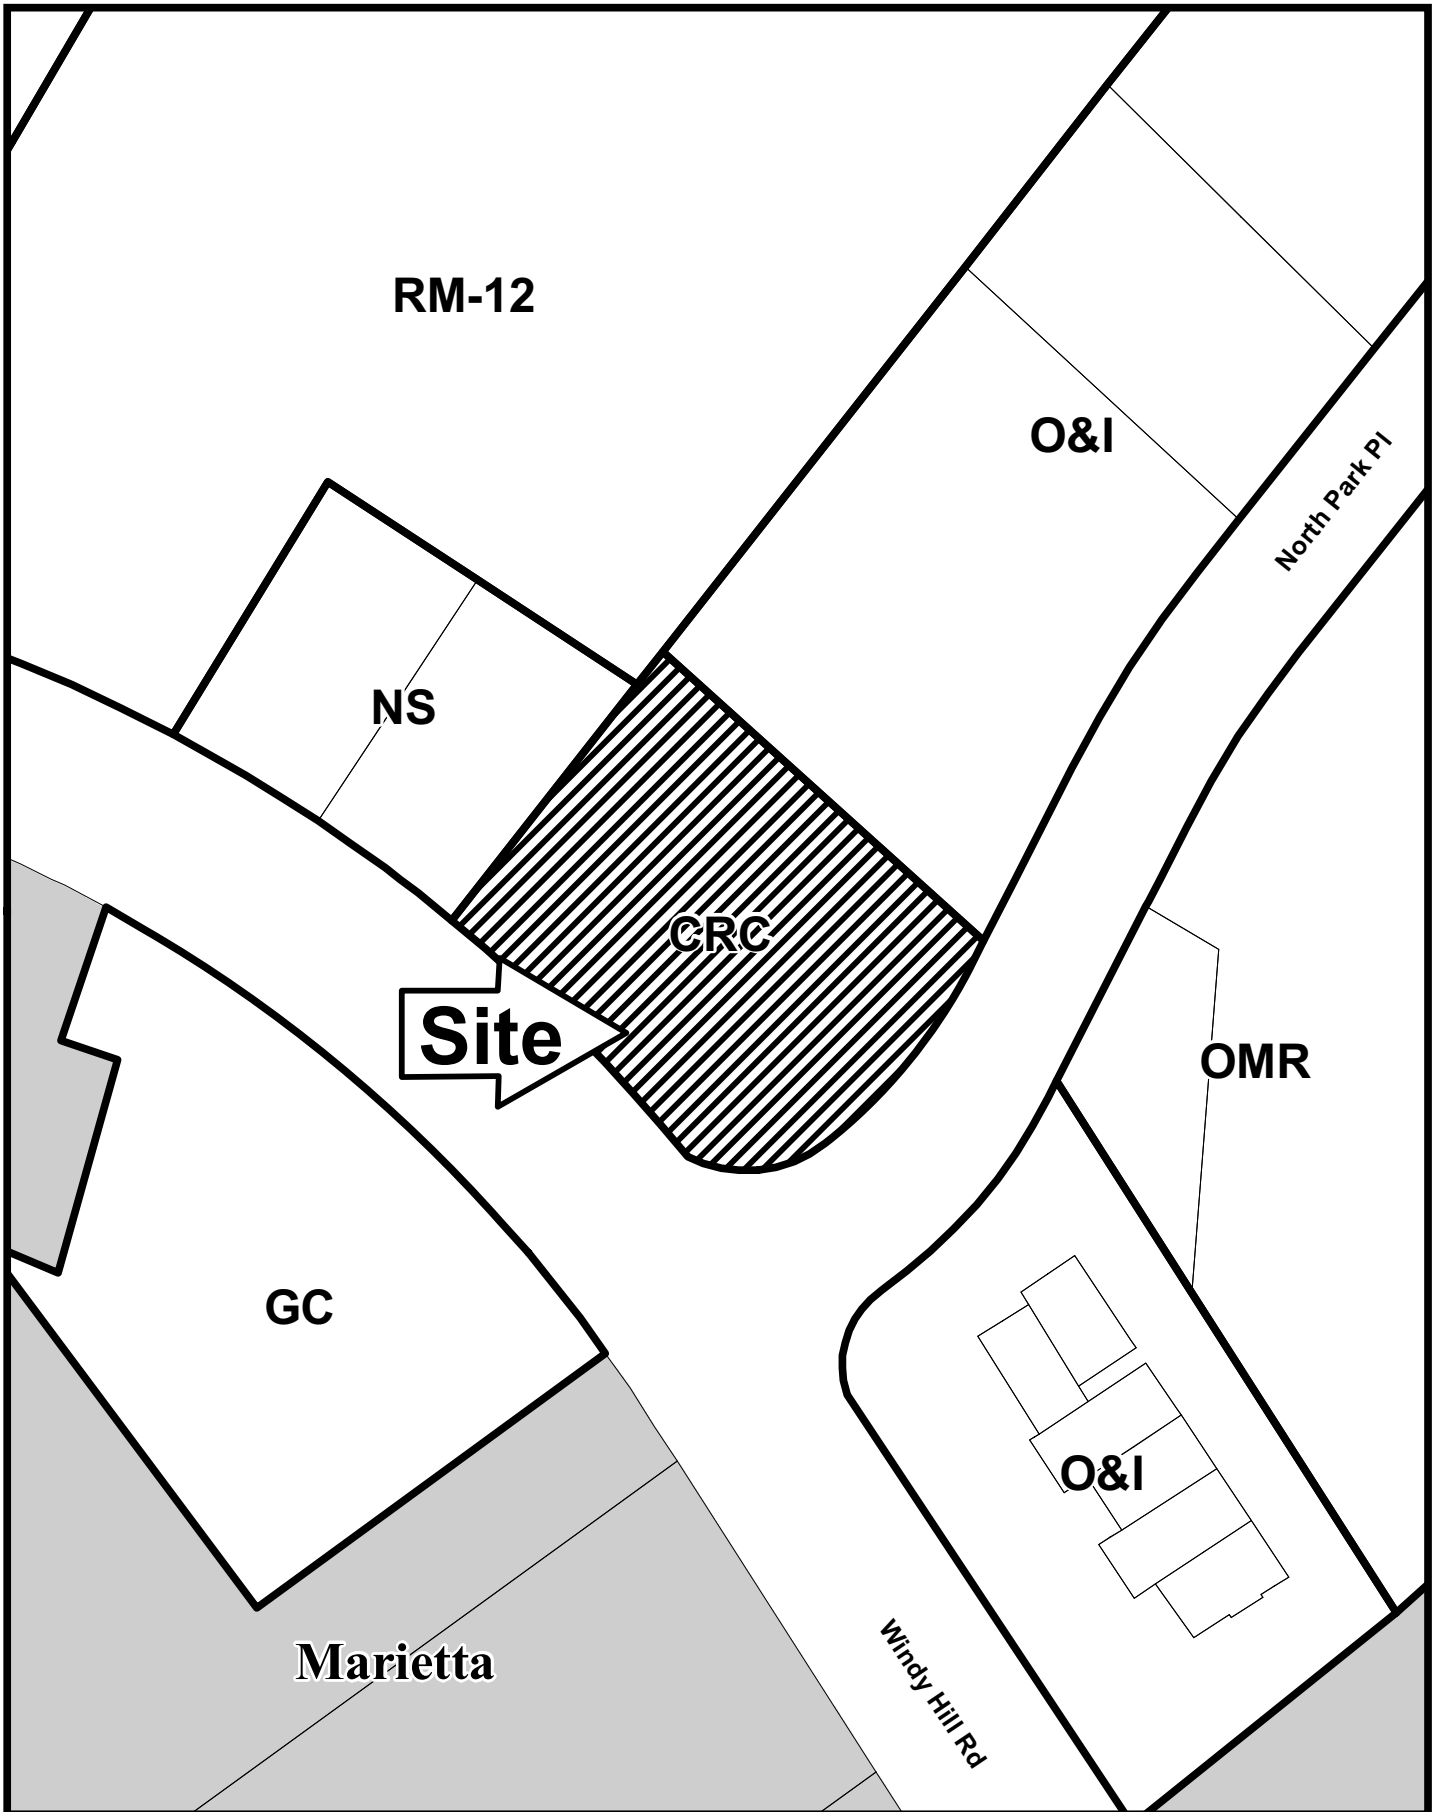 RM-12
O&I
North Park Pl
NS
CRC
Site
OMR
GC
O&I
Marietta
Windy Hill Rd